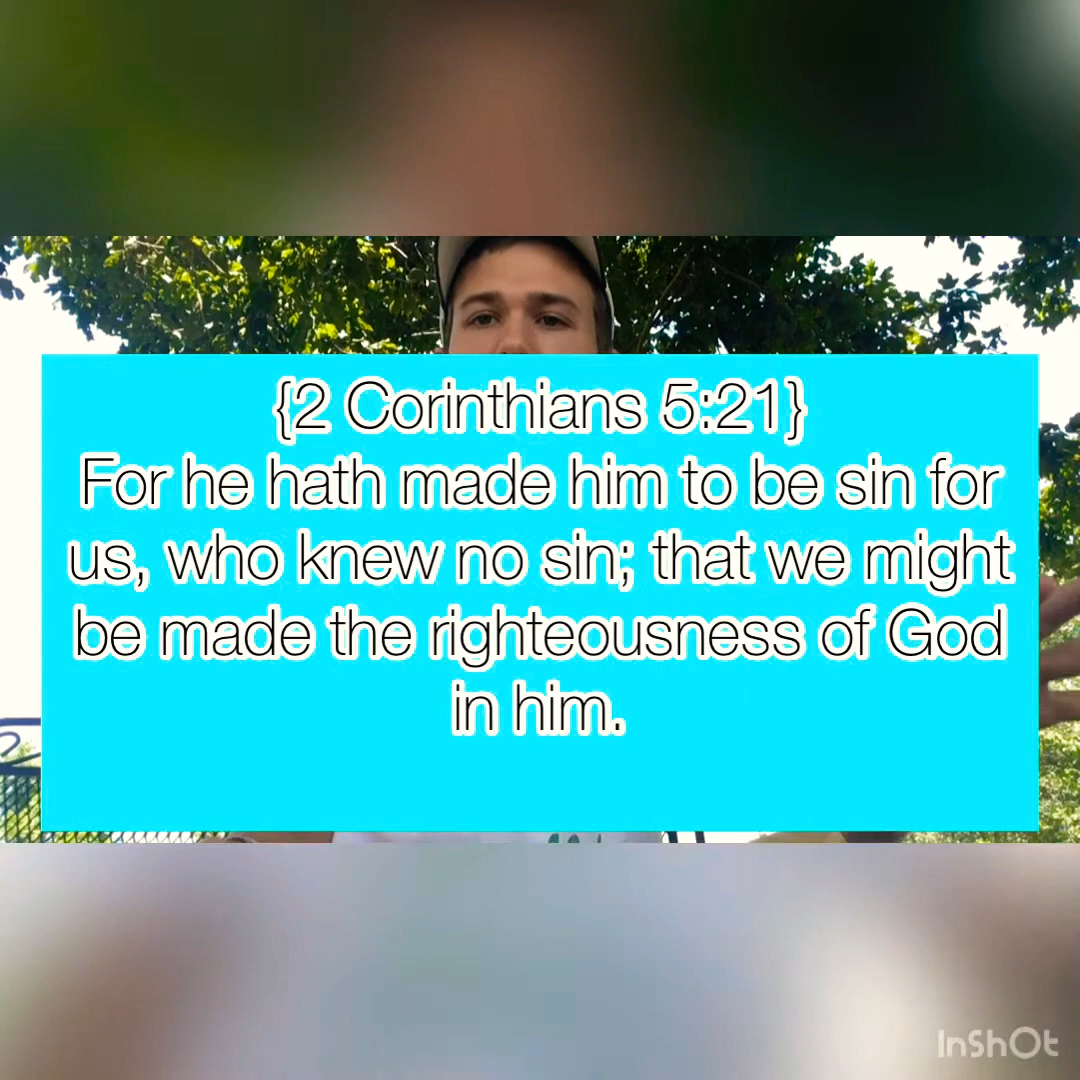 {2 Corinthians 5:21}
For he hath made him to be sin for
us, who knew no sin; that we might
be made the righteousness of God
in him.
InShOt